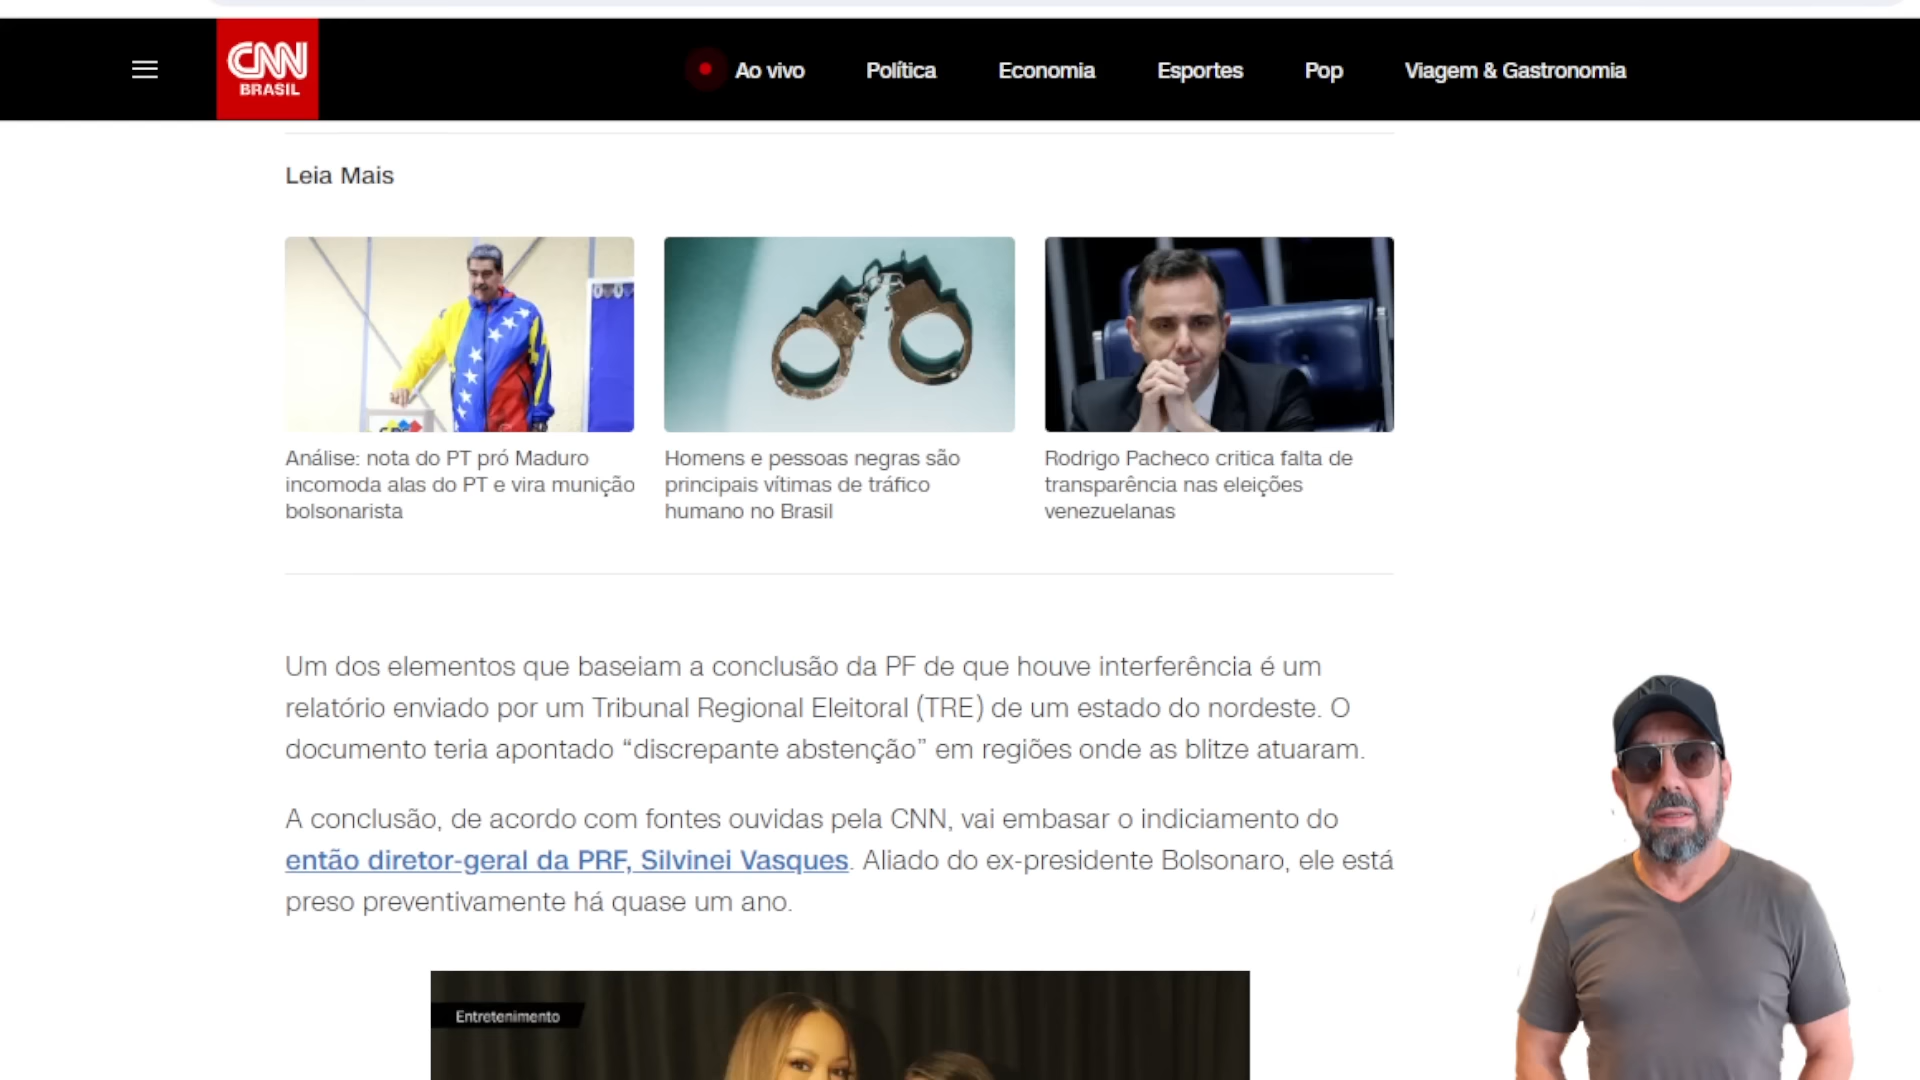 CNN
BRASIL
Ao vivo
Política
Economia
Esportes
Pop
Viagem & Gastronomia
Leia Mais
Análise: nota do PT pró Maduro
incomoda alas do PT e vira munição
bolsonarista
Homens e pessoas negras são
principais vítimas de tráfico
humano no Brasil
Rodrigo Pacheco critica falta de
transparência nas eleições
venezuelanas
Um dos elementos que baseiam a conclusão da PF de que houve interferência é um
relatório enviado por um Tribunal Regional Eleitoral (TRE) de um estado do nordeste. O
documento teria apontado “discrepante abstenção” em regiões onde as blitze atuaram.
A conclusão, de acordo com fontes ouvidas pela CNN, vai embasar o indiciamento do
então diretor-geral da PRF, Silvinei Vasques. Aliado do ex-presidente Bolsonaro, ele está
preso preventivamente há quase um ano.
Entretenimento
NY